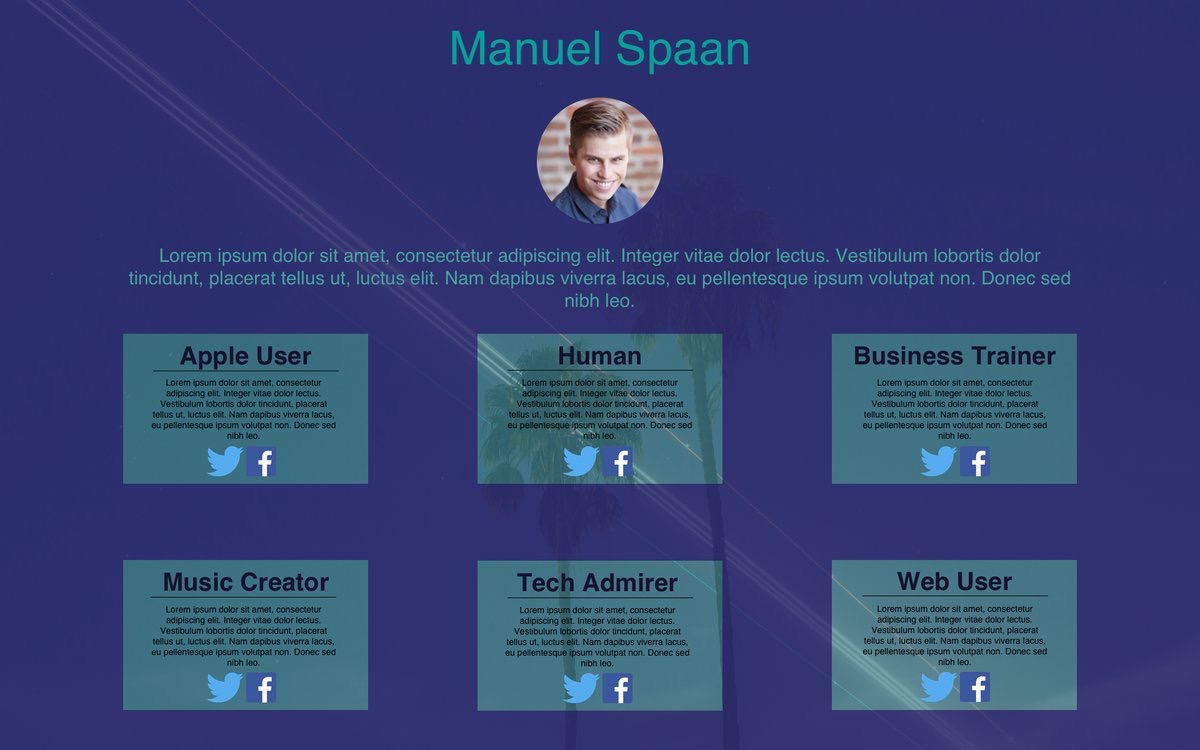 Manuel Spaan
Lorem ipsum dolor sit amet, consectetur adipiscing elit. Integer vitae dolor lectus. Vestibulum lobortis dolor
tincidunt, placerat tellus ut, luctus elit. Nam dapibus viverra lacus, eu pellentesque ipsum volutpat non. Donec sed
nibh leo.
Apple User
Lorem ipsum dolor sit amet, consectetur
adipiscing elit. Integer vitae dolor lectus.
Vestibulum lobortis dolor tincidunt, placerat
tellus ut, luctus elit. Nam dapibus viverra lacus,
eu pellentesque ipsum volutpat non. Donec sed
nibh leo.
Human
Lorem ipsum dolor sit amet, consectetur
adipiscing elit. Integer vitae dolor lectus.
Vestibulum lobortis dolor tincidunt, placerat
tellus ut, luctus elit. Nam dapibus viverra lacus,
eu pellentesque ipsum volutpat non. Donec sed
nibh leo.
Business Trainer
Lorem ipsum dolor sit amet, consectetur
adipiscing elit. Integer vitae dolor lectus.
Vestibulum lobortis dolor tincidunt, placerat
tellus ut, luctus elit. Nam dapibus viverra lacus,
eu pellentesque ipsum volutpat non. Donec sed
nibh leo.
Music Creator
Lorem ipsum dolor sit amet, consectetur
adipiscing elit. Integer vitae dolor lectus.
Vestibulum lobortis dolor tincidunt, placerat
tellus ut, luctus elit. Nam dapibus viverra lacus,
eu pellentesque ipsum volutpat non. Donec sed
nibh leo.
Tech Admirer
Lorem ipsum dolor sit amet, consectetur
adipiscing elit. Integer vitae dolor lectus.
Vestibulum lobortis dolor tincidunt, placerat
tellus ut, luctus elit. Nam dapibus viverra lacus,
eu pellentesque ipsum volutpat non. Donec sed
nibh leo.
Web User
Lorem ipsum dolor sit amet, consectetur
adipiscing elit. Integer vitae dolor lectus.
Vestibulum lobortis dolor tincidunt, placerat
tellus ut, luctus elit. Nam dapibus viverra lacus,
eu pellentesque ipsum volutpat non. Donec sed
nibh leo.